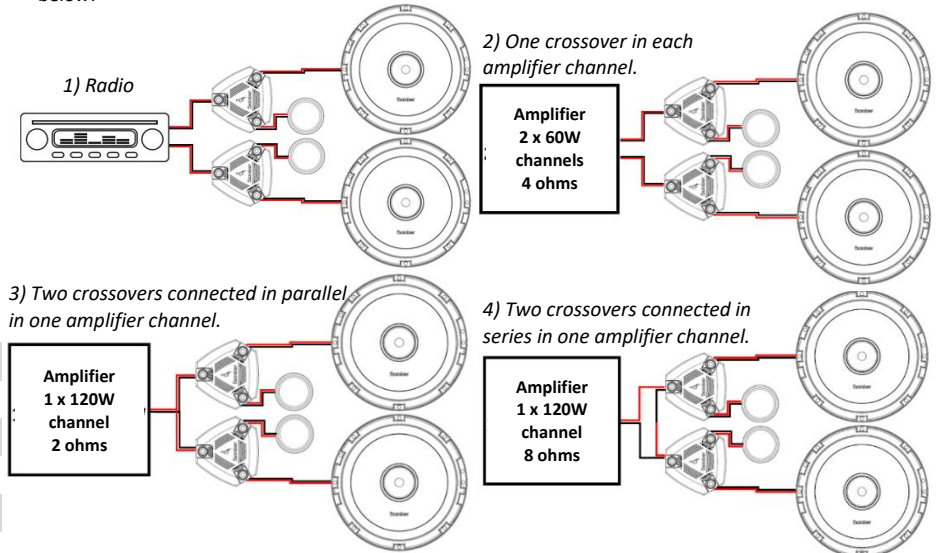 below:
1) Radio
2) One crossover in each
amplifier channel.
Amplifier
2 x 60W
channels
4 ohms
3) Two crossovers connected in parallel
in one amplifier channel.
Amplifier
1 x 120W
channel
2 ohms
4) Two crossovers connected in
series in one amplifier channel.
Amplifier
1 x 120W
channel
8 ohms